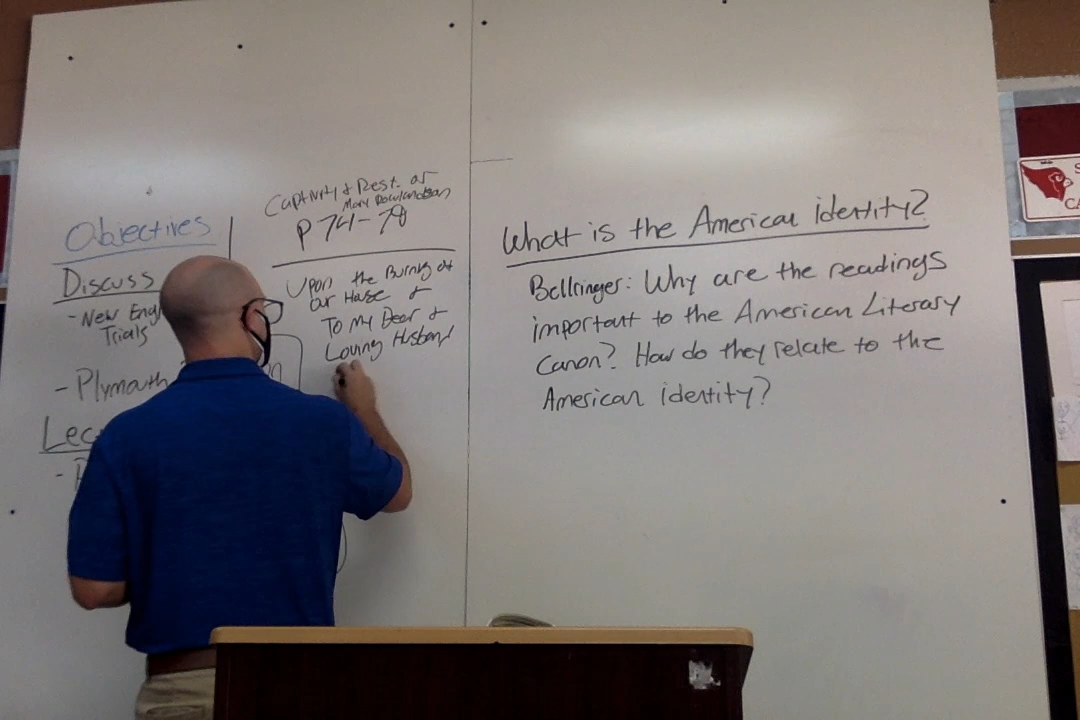 Objectives
Discuss
- New Eng
Trials
- Plymouth
Lec
-
Captivity & Rest. of
Mary Rowlandson
P 74-78
Upon the Burning of
Our House &
To My Dear &
Loving Husband
What is the American identity?
Bellringer: Why are the readings
important to the American Literary
Canon? How do they relate to the
American identity?